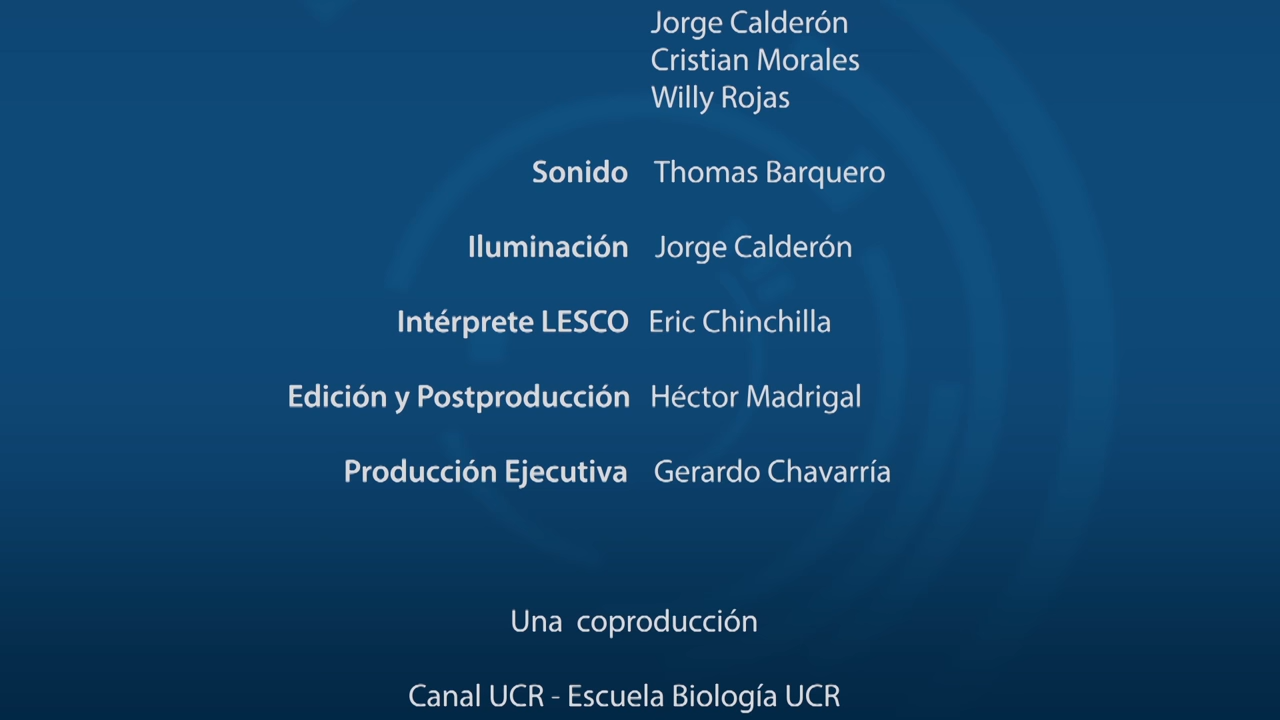 Jorge Calderón
Cristian Morales
Willy Rojas
Sonido Thomas Barquero
Iluminación Jorge Calderón
Intérprete LESCO Eric Chinchilla
Edición y Postproducción Héctor Madrigal
Producción Ejecutiva Gerardo Chavarría
Una coproducción
Canal UCR - Escuela Biología UCR